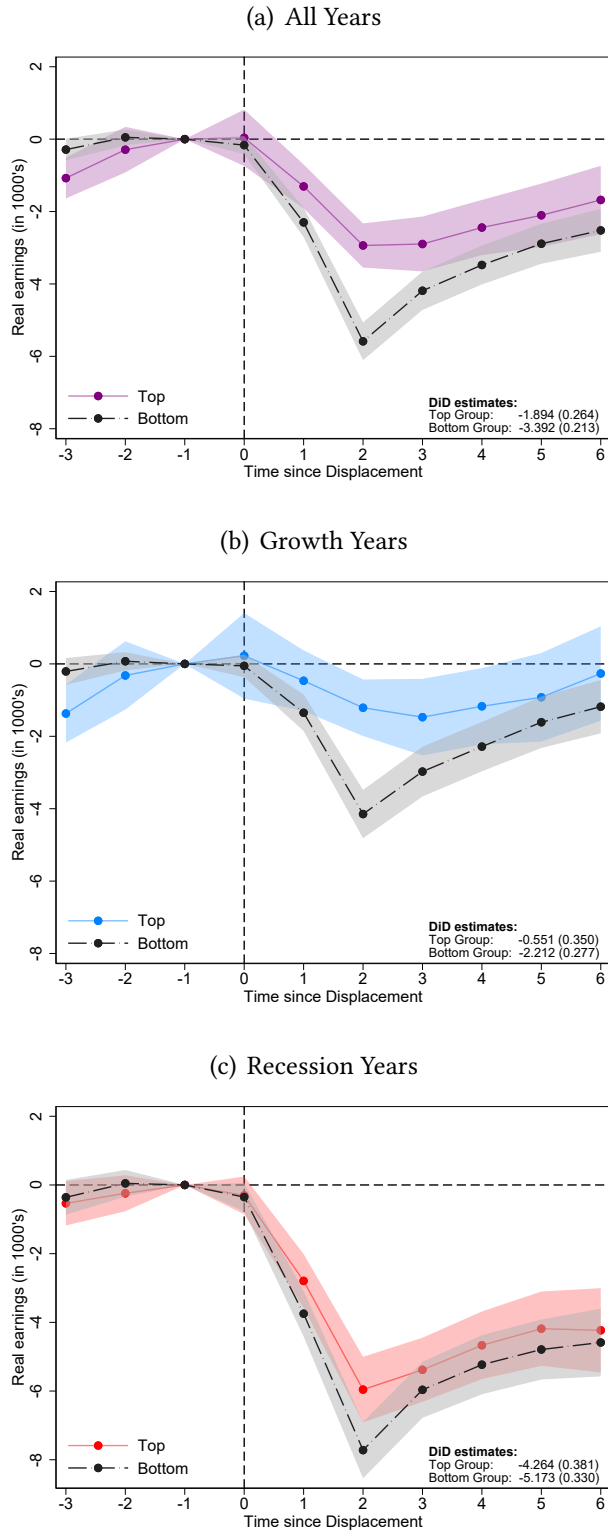 (a) All Years
Real earnings (in 1000's)
2
0
-2
-4
-6
-8
Top
Bottom
DiD estimates:
Top Group: -1.894 (0.264)
Bottom Group: -3.392 (0.213)
-3 -2 -1 0 1 2 3 4 5 6
Time since Displacement
(b) Growth Years
Real earnings (in 1000's)
2
0
-2
-4
-6
-8
Top
Bottom
DiD estimates:
Top Group: -0.551 (0.350)
Bottom Group: -2.212 (0.277)
-3 -2 -1 0 1 2 3 4 5 6
Time since Displacement
(c) Recession Years
Real earnings (in 1000's)
2
0
-2
-4
-6
-8
Top
Bottom
DiD estimates:
Top Group: -4.264 (0.381)
Bottom Group: -5.173 (0.330)
-3 -2 -1 0 1 2 3 4 5 6
Time since Displacement